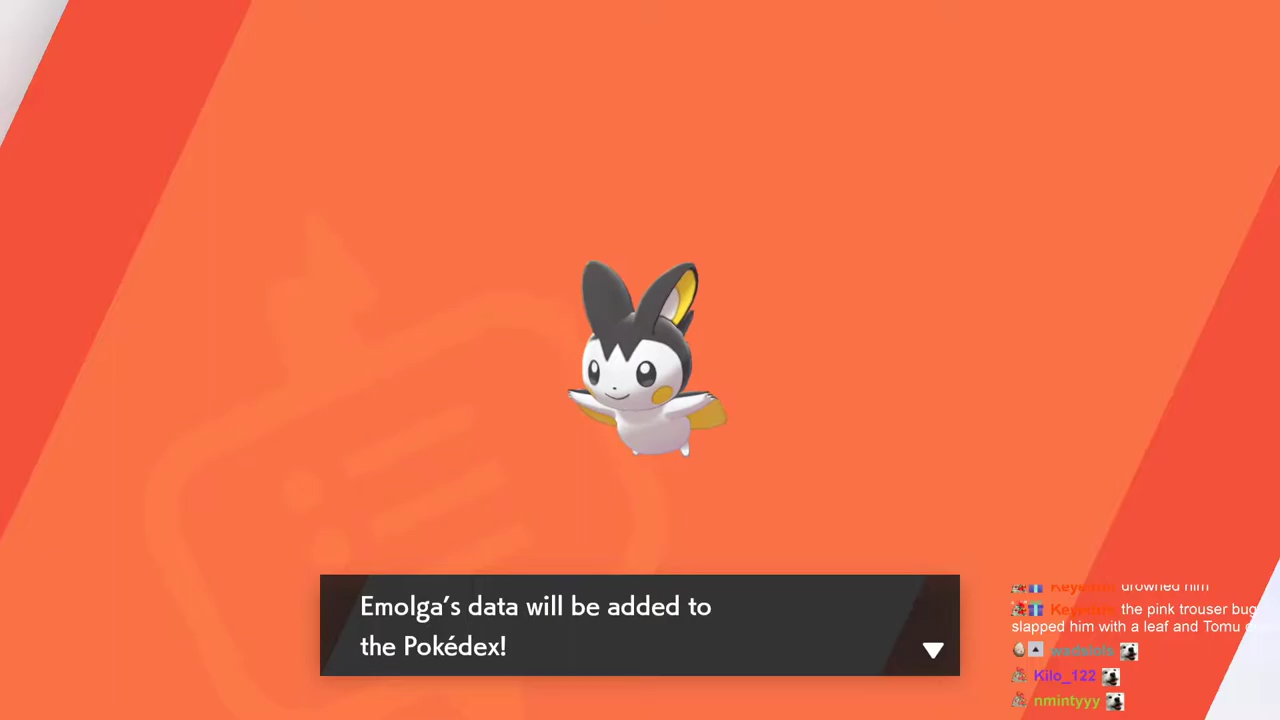 Emolga's data will be added to
the Pokédex!
drowned him
the pink trouser bug
slapped him with a leaf and Tomu
wadslols
Kilo_122
nmintyyy